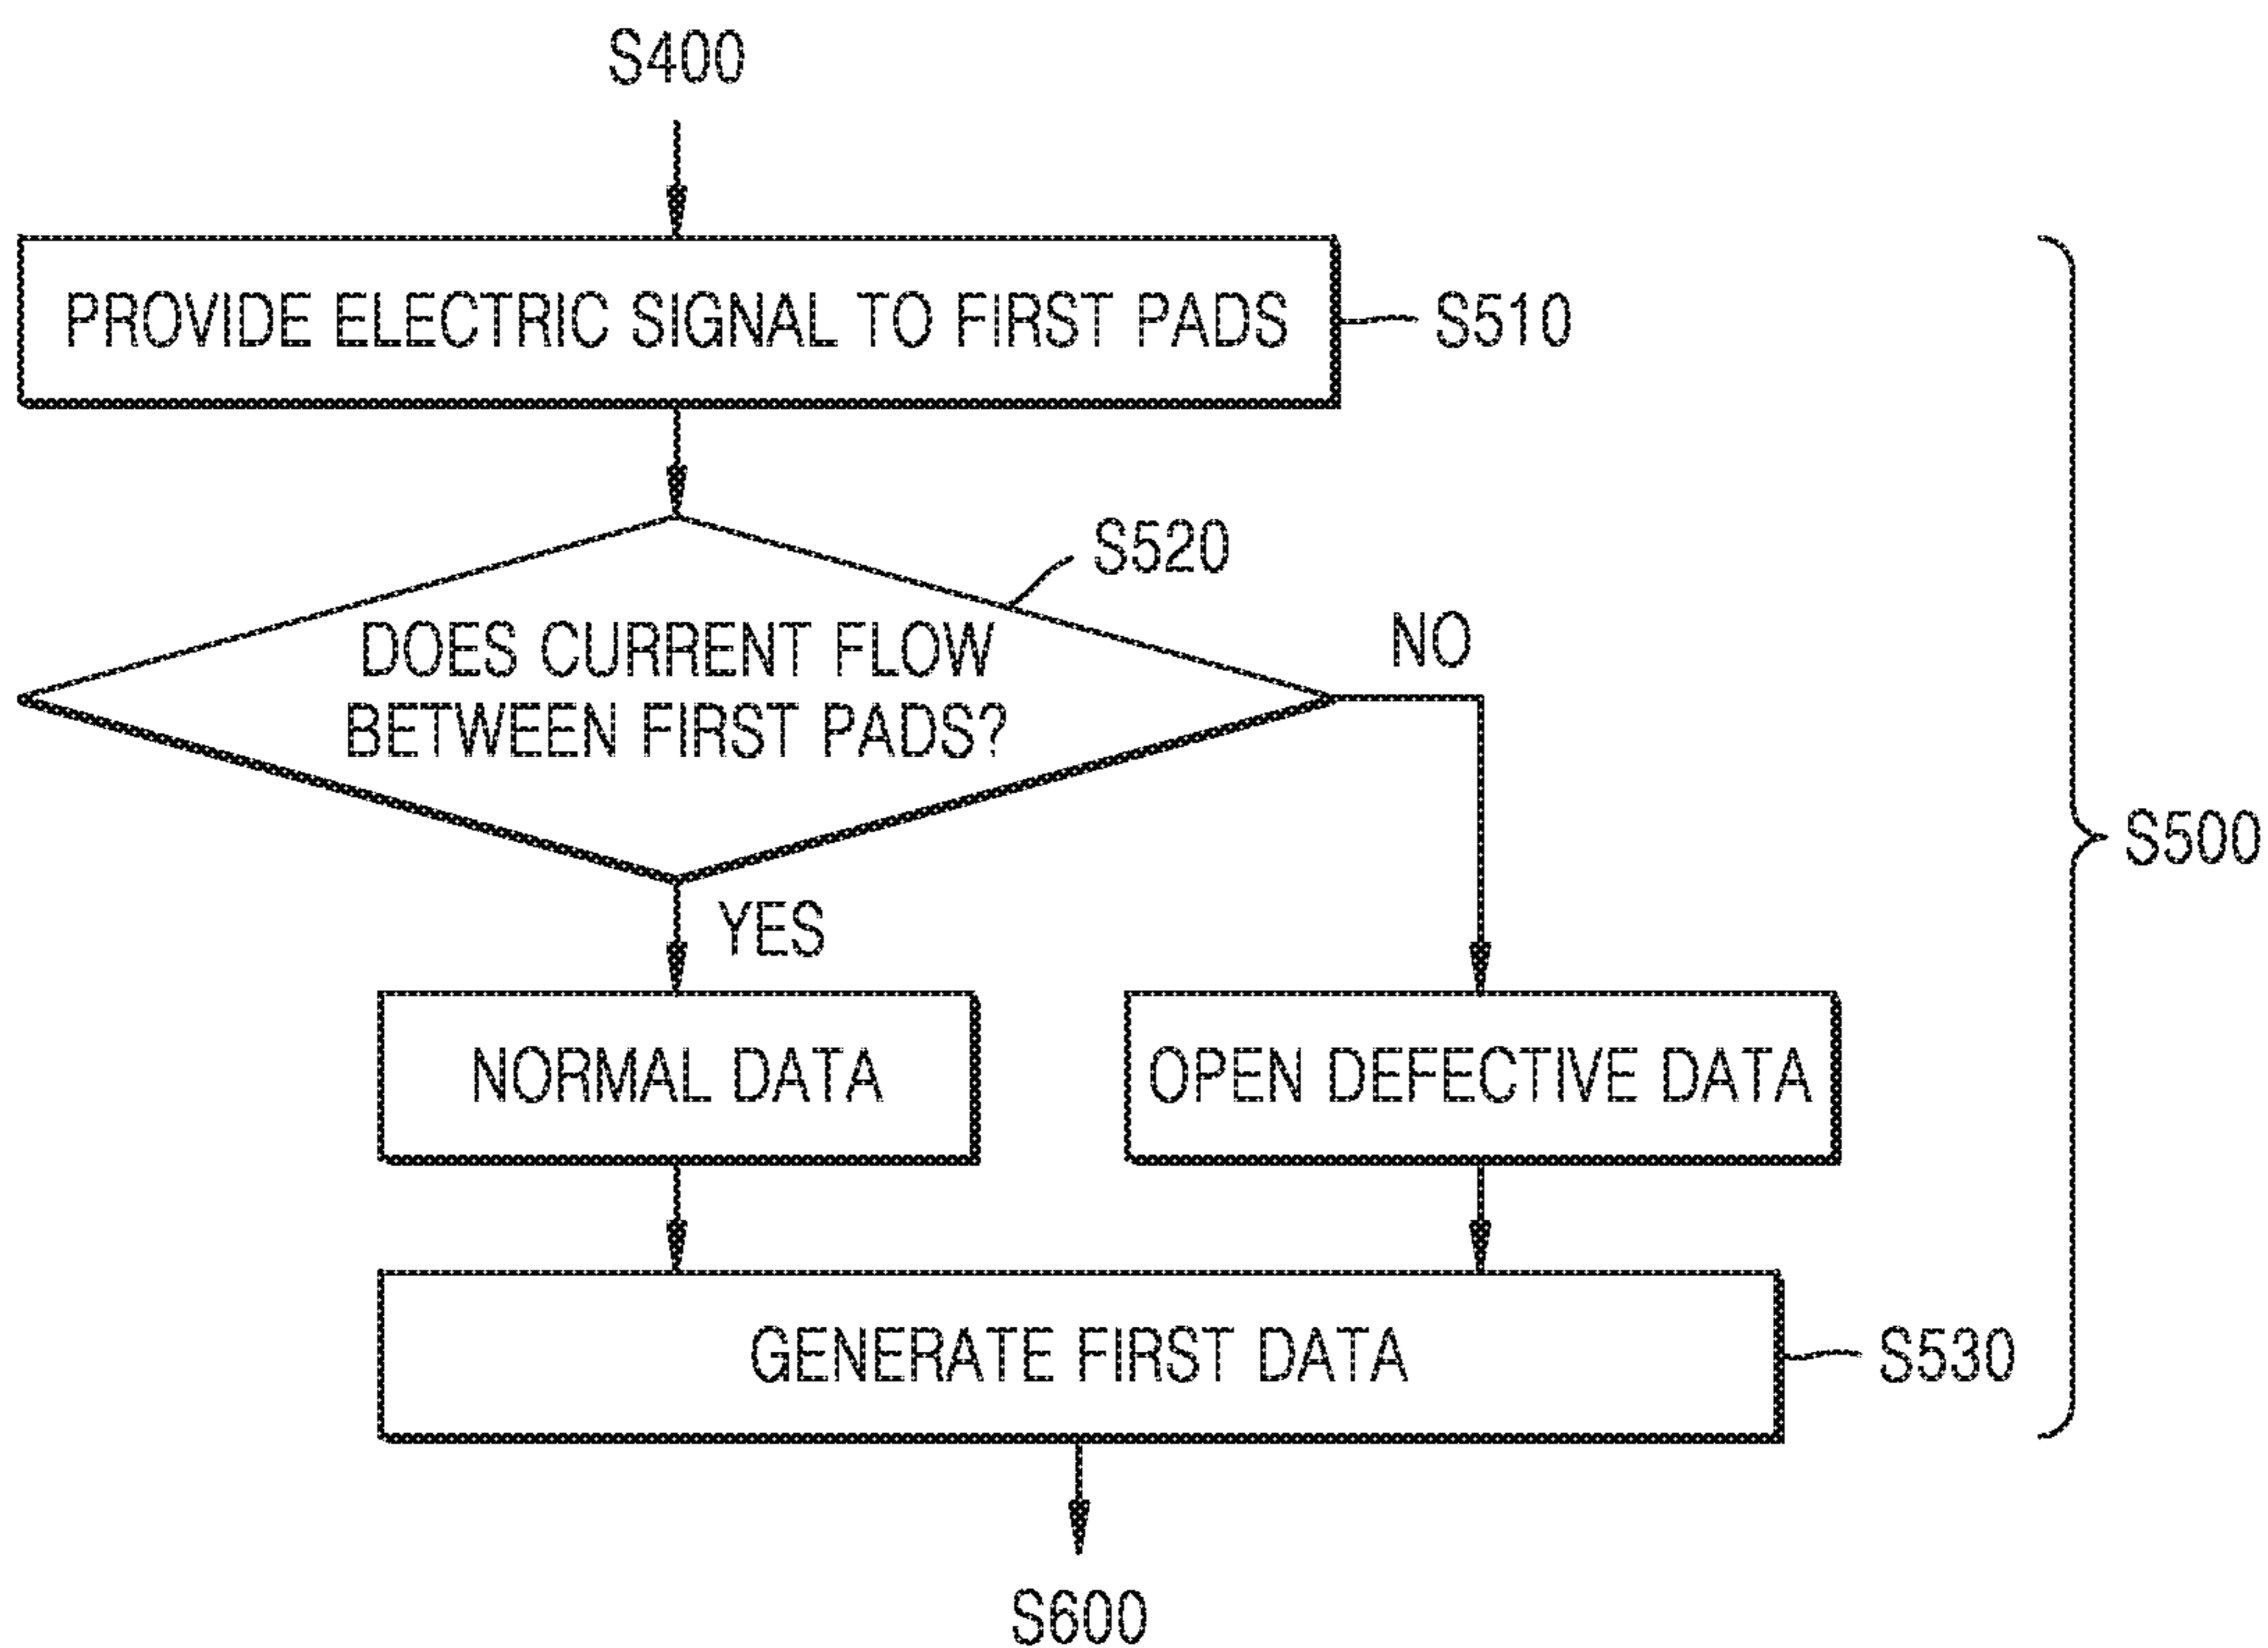 S400
PROVIDE ELECTRIC SIGNAL TO FIRST PADS
S510
S520
DOES CURRENT FLOW
BETWEEN FIRST PADS?
NO
S500
YES
NORMAL DATA
OPEN DEFECTIVE DATA
GENERATE FIRST DATA
S530
S600